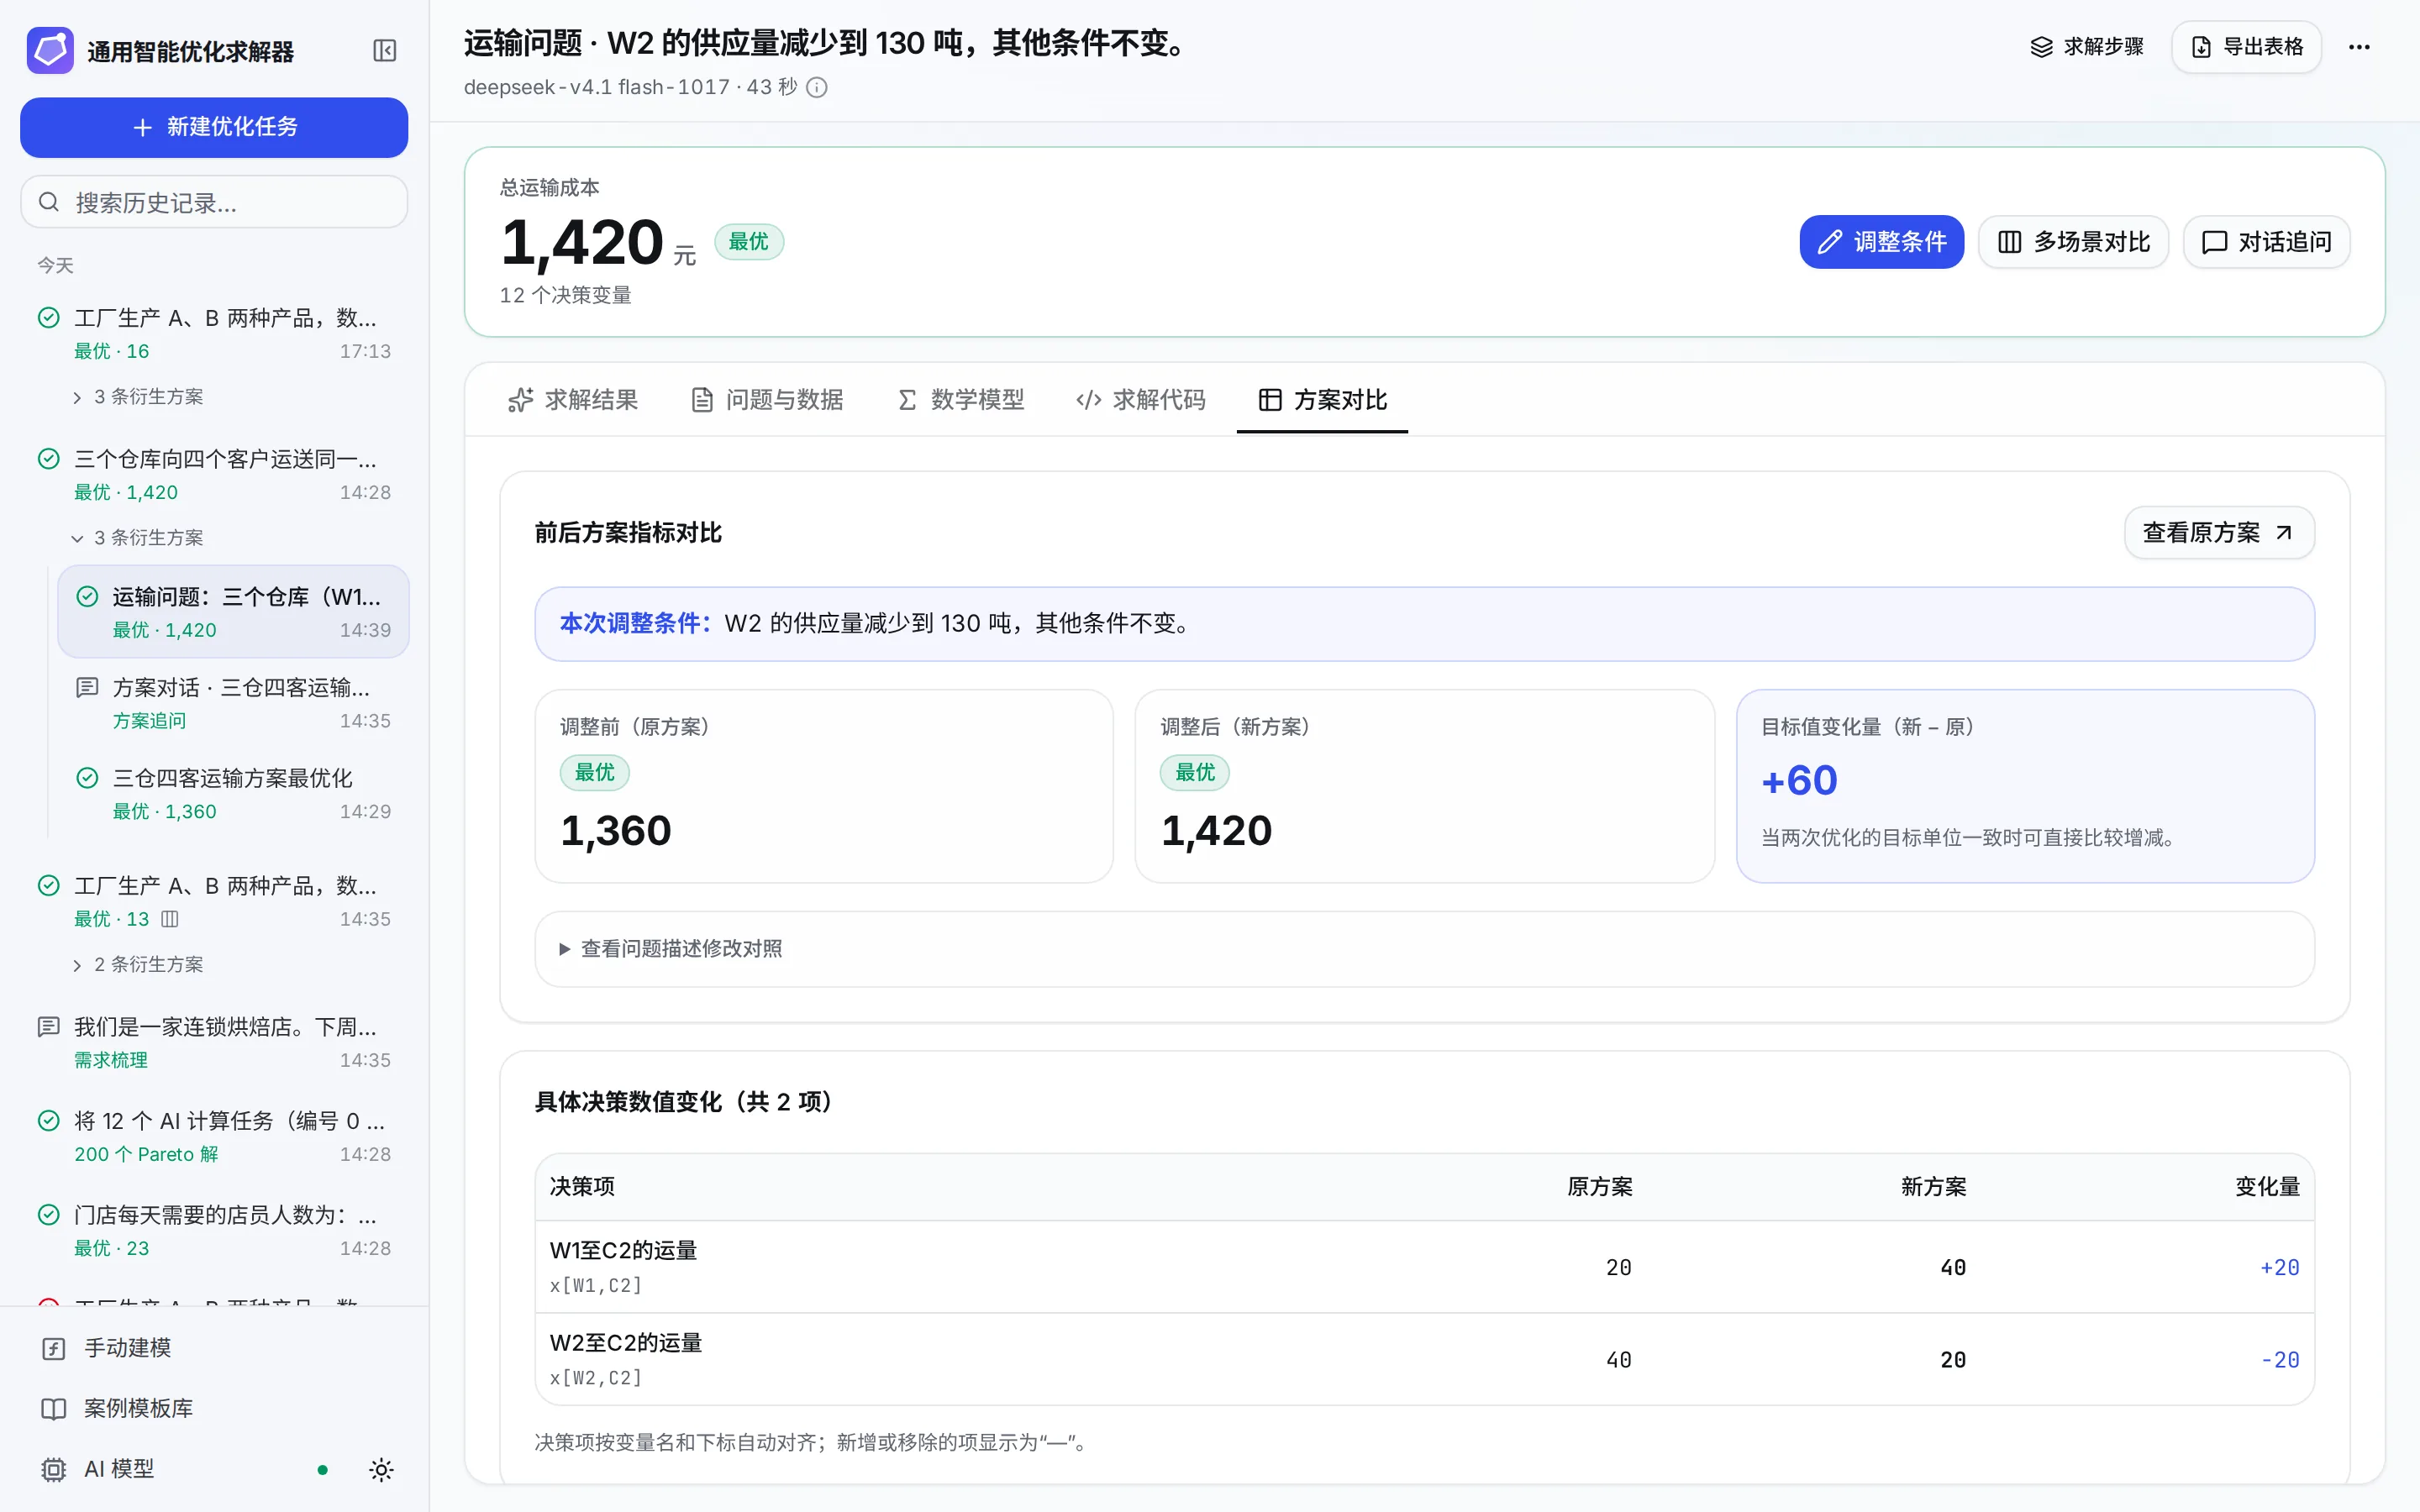 通用智能优化求解器
新建优化任务
搜索历史记录...
今天
工厂生产 A、B 两种产品，数...
最优 · 16 17:13
3 条衍生方案
三个仓库向四个客户运送同一...
最优 · 1,420 14:28
3 条衍生方案
运输问题：三个仓库（W1...
最优 · 1,420 14:39
方案对话 · 三仓四客运输...
方案追问 14:35
三仓四客运输方案最优化
最优 · 1,360 14:29
工厂生产 A、B 两种产品，数...
最优 · 13 14:35
2 条衍生方案
我们是一家连锁烘焙店。下周...
需求梳理 14:35
将 12 个 AI 计算任务（编号 0 ...
200 个 Pareto 解 14:28
门店每天需要的店员人数为：...
最优 · 23 14:28
手动建模
案例模板库
AI 模型
运输问题 · W2 的供应量减少到 130 吨，其他条件不变。
deepseek-v4.1 flash-1017 · 43 秒
求解步骤
导出表格
总运输成本
1,420 元 最优
12 个决策变量
调整条件
多场景对比
对话追问
求解结果
问题与数据
数学模型
求解代码
方案对比
前后方案指标对比
查看原方案
本次调整条件：W2 的供应量减少到 130 吨，其他条件不变。
调整前（原方案）
最优
1,360
调整后（新方案）
最优
1,420
目标值变化量（新 − 原）
+60
当两次优化的目标单位一致时可直接比较增减。
查看问题描述修改对照
具体决策数值变化（共 2 项）
决策项 原方案 新方案 变化量
W1至C2的运量
x[W1,C2] 20 40 +20
W2至C2的运量
x[W2,C2] 40 20 -20
决策项按变量名和下标自动对齐；新增或移除的项显示为“—”。